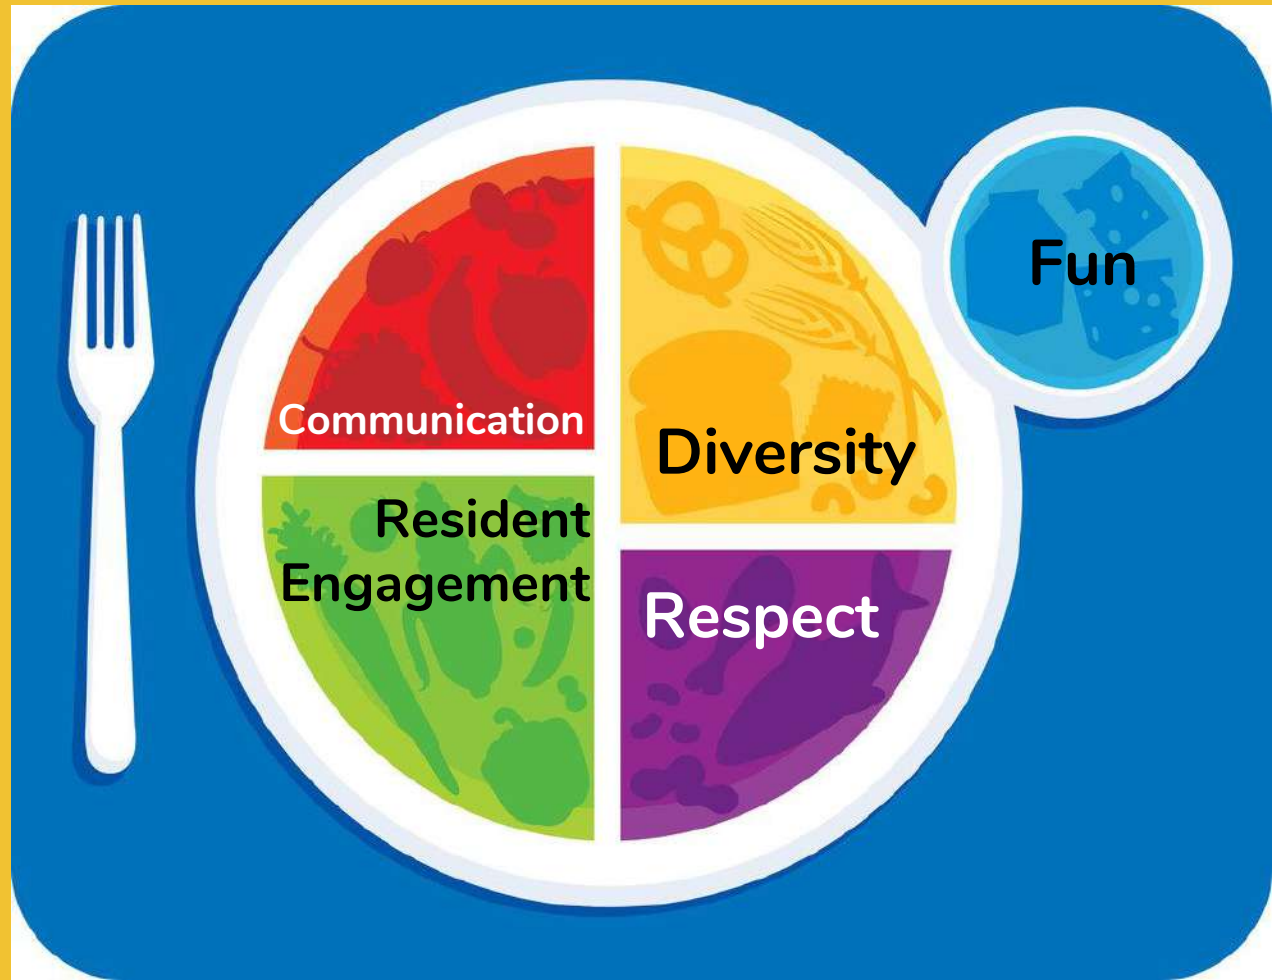 Communication
Diversity
Fun
Resident
Engagement
Respect